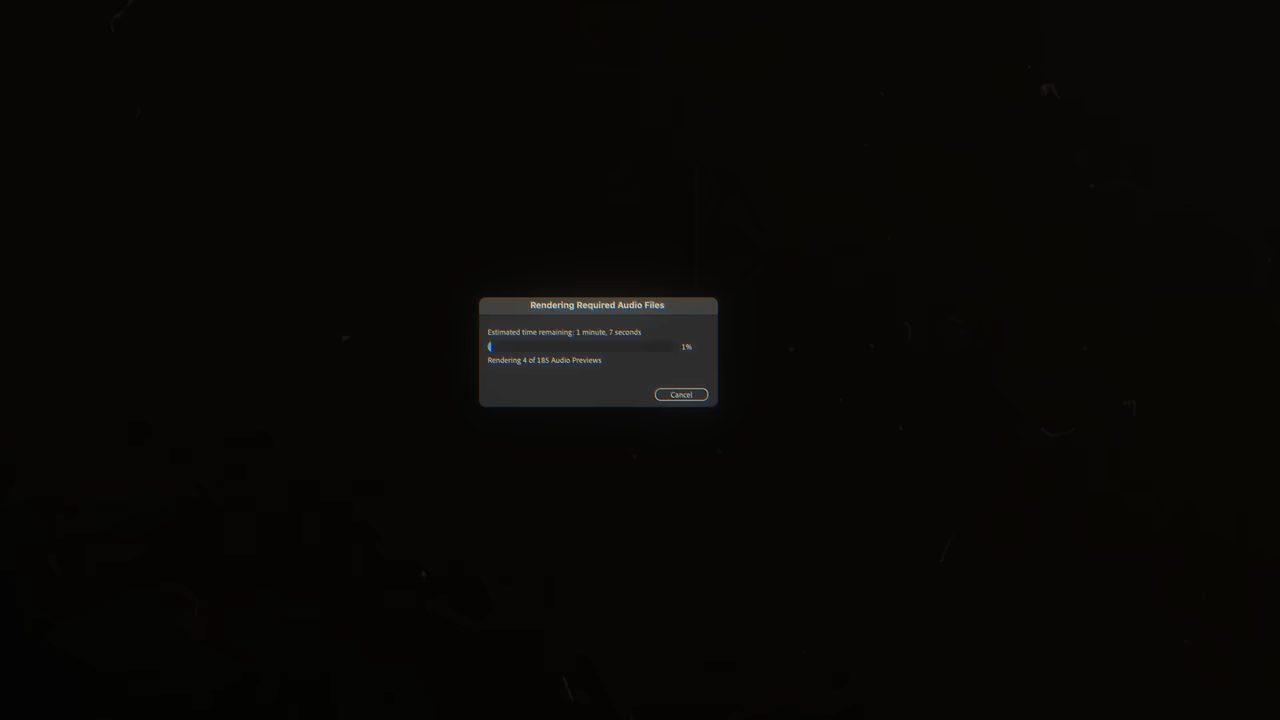 Rendering Required Audio Files
Estimated time remaining: 1 minute, 7 seconds
1%
Rendering 4 of 185 Audio Previews
Cancel